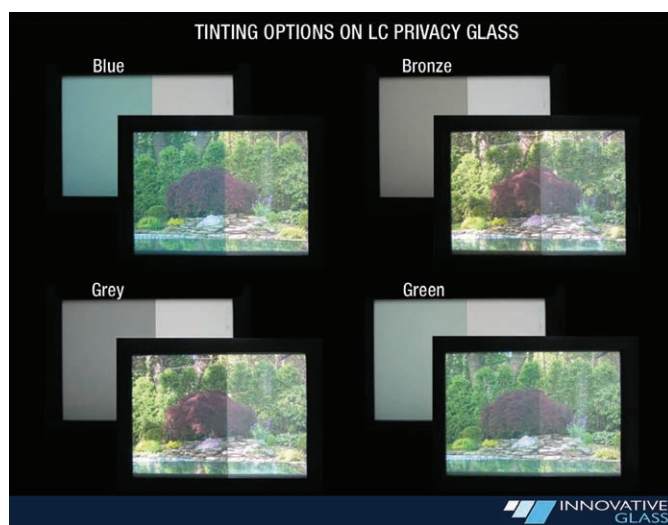 TINTING OPTIONS ON LC PRIVACY GLASS
Blue
Bronze
Grey
Green
INNOVATIVE
GLASS